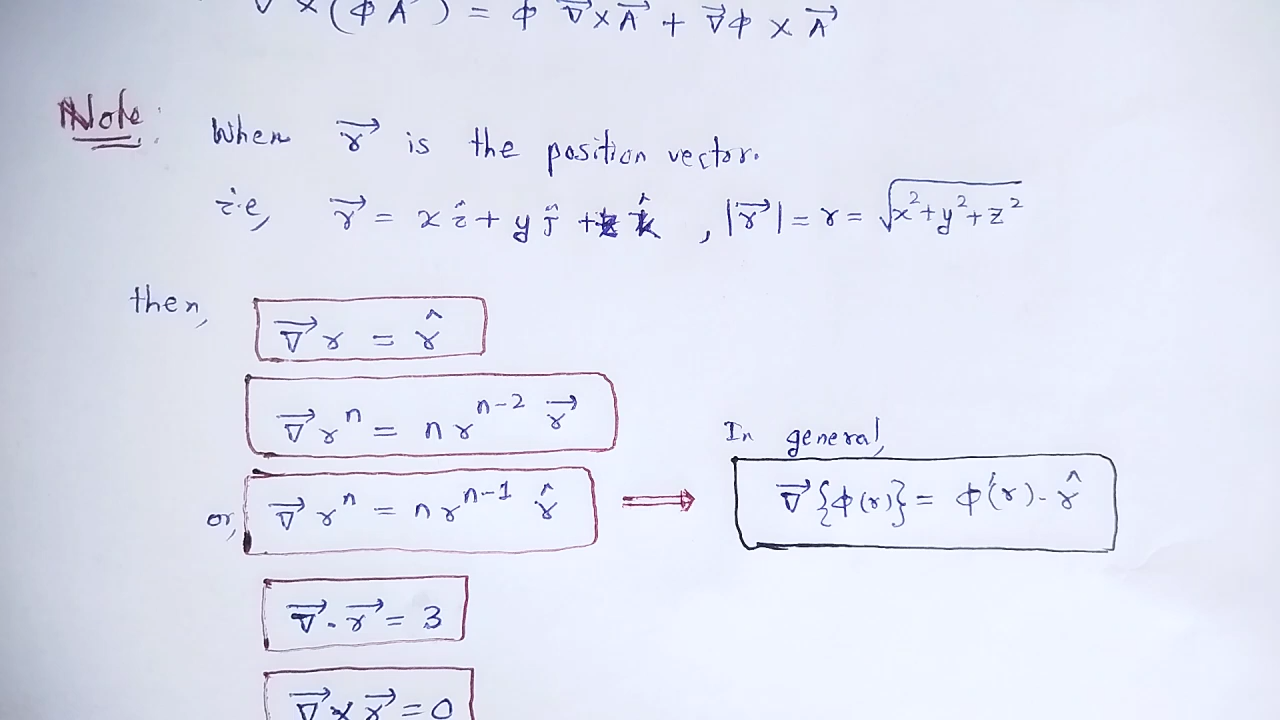 ∇⃗ × (ϕ A⃗) = ϕ ∇⃗ × A⃗ + ∇⃗ϕ × A⃗
Note:
When r⃗ is the position vector.
i.e, r⃗ = x î + y ĵ + z k̂ , |r⃗| = r = √(x² + y² + z²)
then,
∇⃗ r = r̂
∇⃗ rⁿ = n rⁿ⁻² r⃗
or, ∇⃗ rⁿ = n rⁿ⁻¹ r̂ ⟹ In general,
∇⃗ {ϕ(r)} = ϕ′(r) · r̂
∇⃗ · r⃗ = 3
∇⃗ × r⃗ = 0